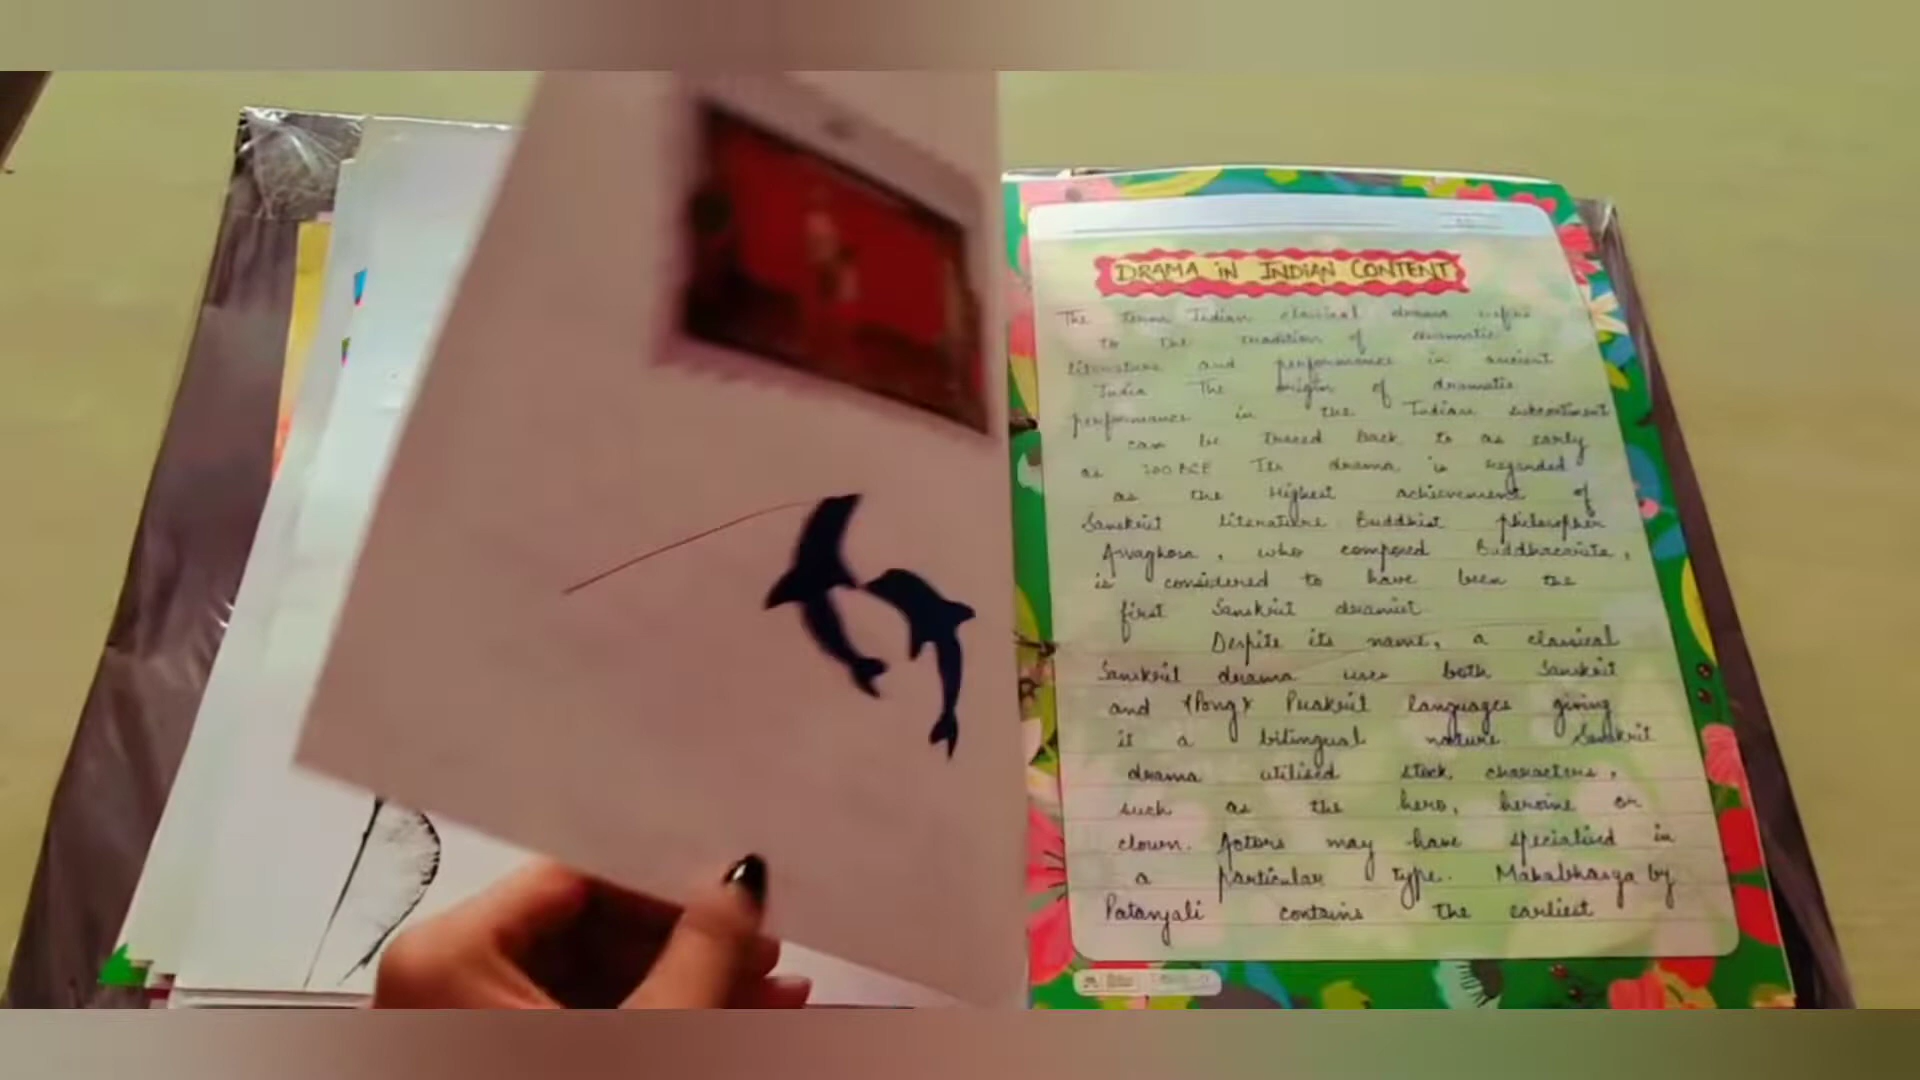 DRAMA IN INDIAN CONTENT
The term Indian classical drama refers
to the tradition of dramatic
literature and performance in ancient
India The origin of dramatic
performance in the Indian subcontinent
can be traced back to as early
as 300 BCE Its drama is regarded
as the Highest achievement of
Sanskrit literature Buddhist philosopher
Asvaghosa, who composed Buddhacarita,
is considered to have been the
first Sanskrit dramist
Despite its name, a classical
Sanskrit drama uses both Sanskrit
and Prakrit languages giving
it a bilingual nature Sanskrit
drama utilised stock characters,
such as the hero, heroine or
clown. Actors may have specialised in
a particular type. Mahabhasya by
Patanjali contains the earliest